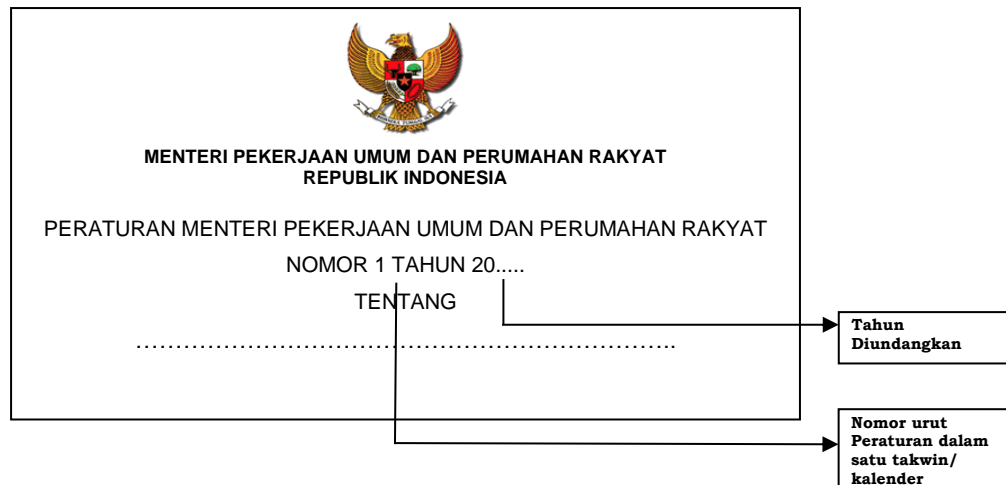 MENTERI PEKERJAAN UMUM DAN PERUMAHAN RAKYAT
REPUBLIK INDONESIA
PERATURAN MENTERI PEKERJAAN UMUM DAN PERUMAHAN RAKYAT
NOMOR 1 TAHUN 20.....
TENTANG
…………………………………………………………..
Tahun
Diundangkan
Nomor urut
Peraturan dalam
satu takwin/
kalender